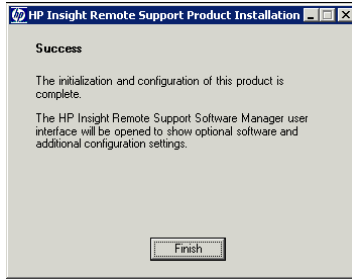 HP Insight Remote Support Product Installation
Success
The initialization and configuration of this product is
complete.
The HP Insight Remote Support Software Manager user
interface will be opened to show optional software and
additional configuration settings.
Finish